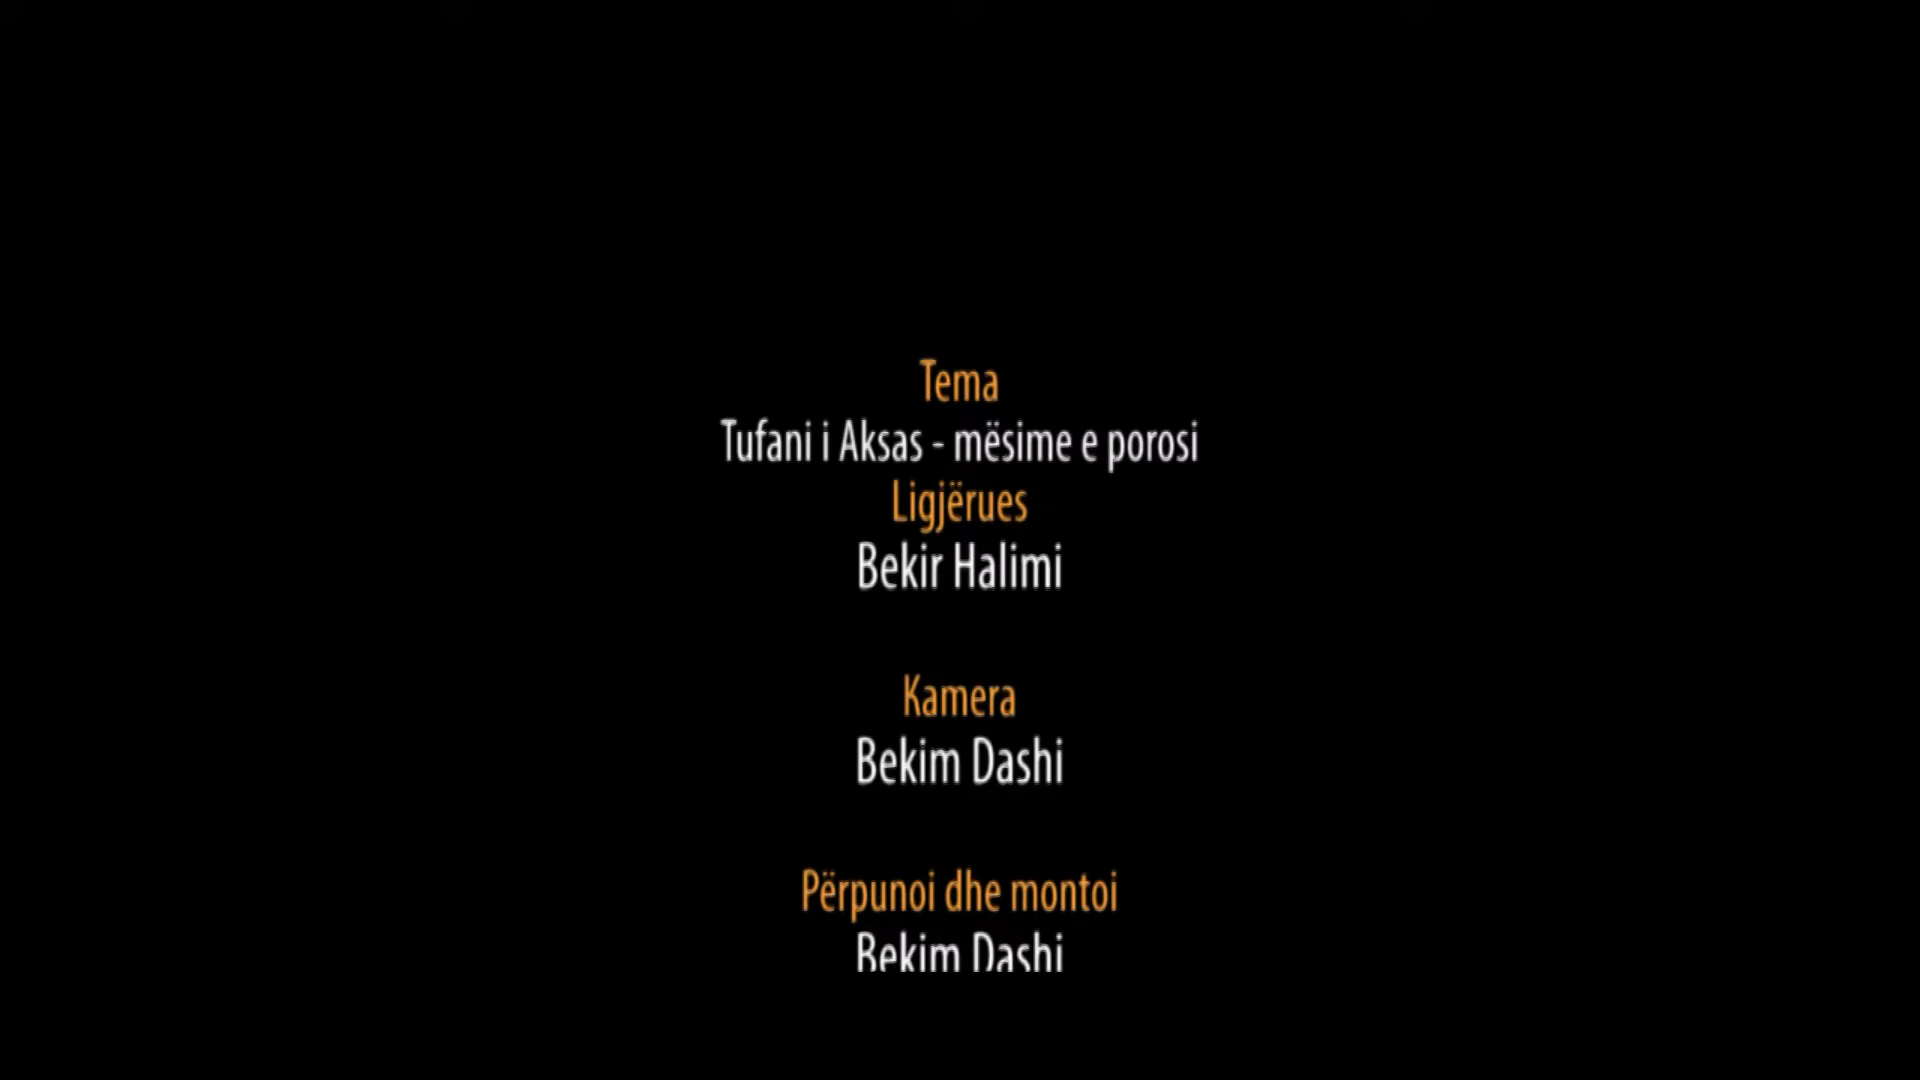 Tema
Tufani i Aksas - mësime e porosi
Ligjërues
Bekir Halimi
Kamera
Bekim Dashi
Përpunoi dhe montoi
Bekim Dashi